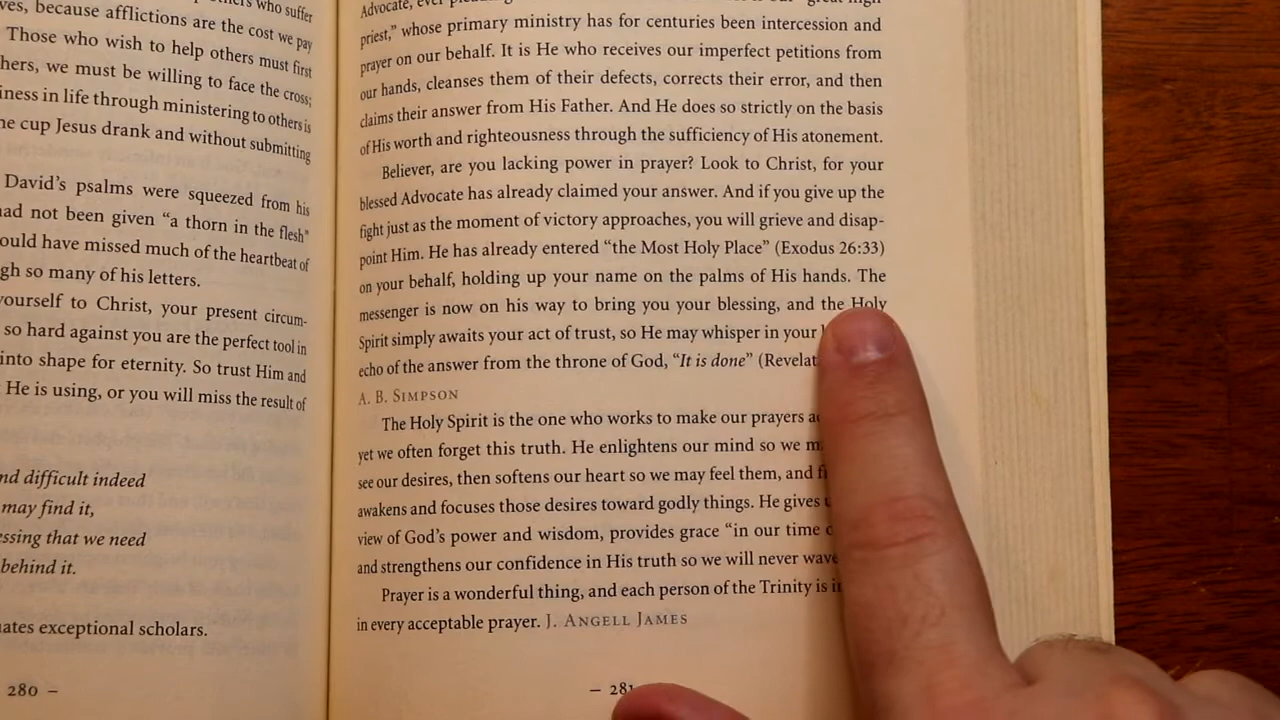 who suffer
because afflictions are the cost we pay
Those who wish to help others must first
we must be willing to face the cross;
in life through ministering to others is
cup Jesus drank and without submitting
David's psalms were squeezed from his
had not been given “a thorn in the flesh”
have missed much of the heartbeat of
so many of his letters.
yourself to Christ, your present circum-
so hard against you are the perfect tool in
into shape for eternity. So trust Him and
He is using, or you will miss the result of
difficult indeed
may find it,
that we need
behind it.
exceptional scholars.
280 –
Advocate, ever
priest,” whose primary ministry has for centuries been intercession and
prayer on our behalf. It is He who receives our imperfect petitions from
our hands, cleanses them of their defects, corrects their error, and then
claims their answer from His Father. And He does so strictly on the basis
of His worth and righteousness through the sufficiency of His atonement.
Believer, are you lacking power in prayer? Look to Christ, for your
blessed Advocate has already claimed your answer. And if you give up the
fight just as the moment of victory approaches, you will grieve and disap-
point Him. He has already entered “the Most Holy Place” (Exodus 26:33)
on your behalf, holding up your name on the palms of His hands. The
messenger is now on his way to bring you your blessing, and the Holy
Spirit simply awaits your act of trust, so He may whisper in your
echo of the answer from the throne of God, “It is done”
A. B. SIMPSON
The Holy Spirit is the one who works to make our prayers
yet we often forget this truth. He enlightens our mind so we
see our desires, then softens our heart so we may feel them, and
awakens and focuses those desires toward godly things. He gives
view of God's power and wisdom, provides grace “in our time
and strengthens our confidence in His truth so we will never
Prayer is a wonderful thing, and each person of the Trinity is
in every acceptable prayer. J. ANGELL JAMES
– 281